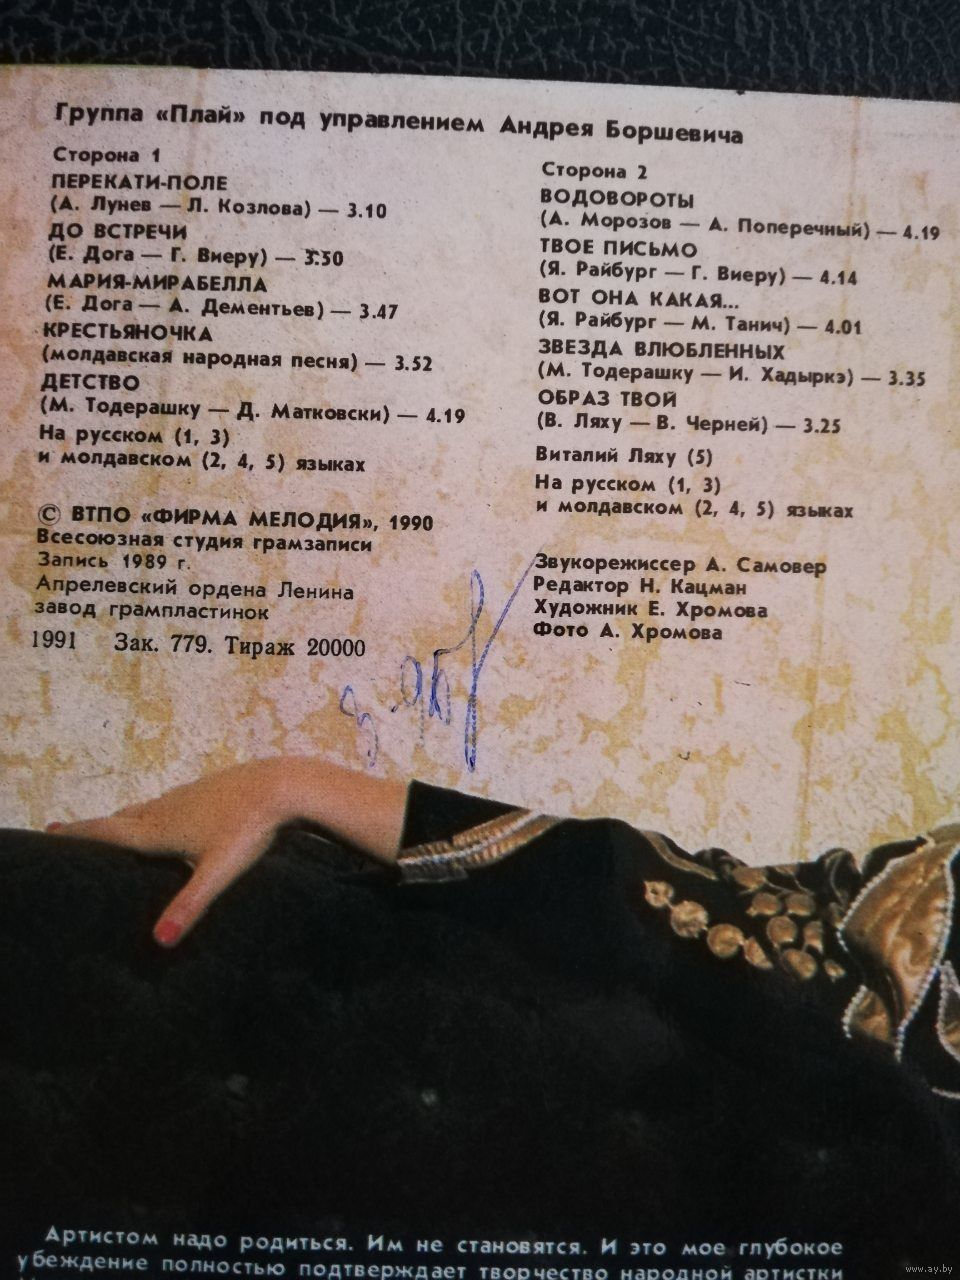 Группа «Плай» под управлением Андрея Боршевича
Сторона 1
ПЕРЕКАТИ-ПОЛЕ
(А. Лунев — Л. Козлова) — 3.10
ДО ВСТРЕЧИ
(Е. Дога — Г. Виеру) — 3.50
МАРИЯ-МИРАБЕЛЛА
(Е. Дога — А. Дементьев) — 3.47
КРЕСТЬЯНОЧКА
(молдавская народная песня) — 3.52
ДЕТСТВО
(М. Тодерашку — Д. Матковски) — 4.19
На русском (1, 3)
и молдавском (2, 4, 5) языках
© ВТПО «ФИРМА МЕЛОДИЯ», 1990
Всесоюзная студия грамзаписи
Запись 1989 г.
Апрелевский ордена Ленина
завод грампластинок
1991 Зак. 779. Тираж 20000
Сторона 2
ВОДОВОРОТЫ
(А. Морозов — А. Поперечный) — 4.19
ТВОЕ ПИСЬМО
(Я. Райбург — Г. Виеру) — 4.14
ВОТ ОНА КАКАЯ...
(Я. Райбург — М. Танич) — 4.01
ЗВЕЗДА ВЛЮБЛЕННЫХ
(М. Тодерашку — И. Хадыркэ) — 3.35
ОБРАЗ ТВОЙ
(В. Ляху — В. Черней) — 3.25
Виталий Ляху (5)
На русском (1, 3)
и молдавском (2, 4, 5) языках
Звукорежиссер А. Самовер
Редактор Н. Кацман
Художник Е. Хромова
Фото А. Хромова
Артистом надо родиться. Им не становятся. И это мое глубокое
убеждение полностью подтверждает творчество народной артистки
www.ay.by